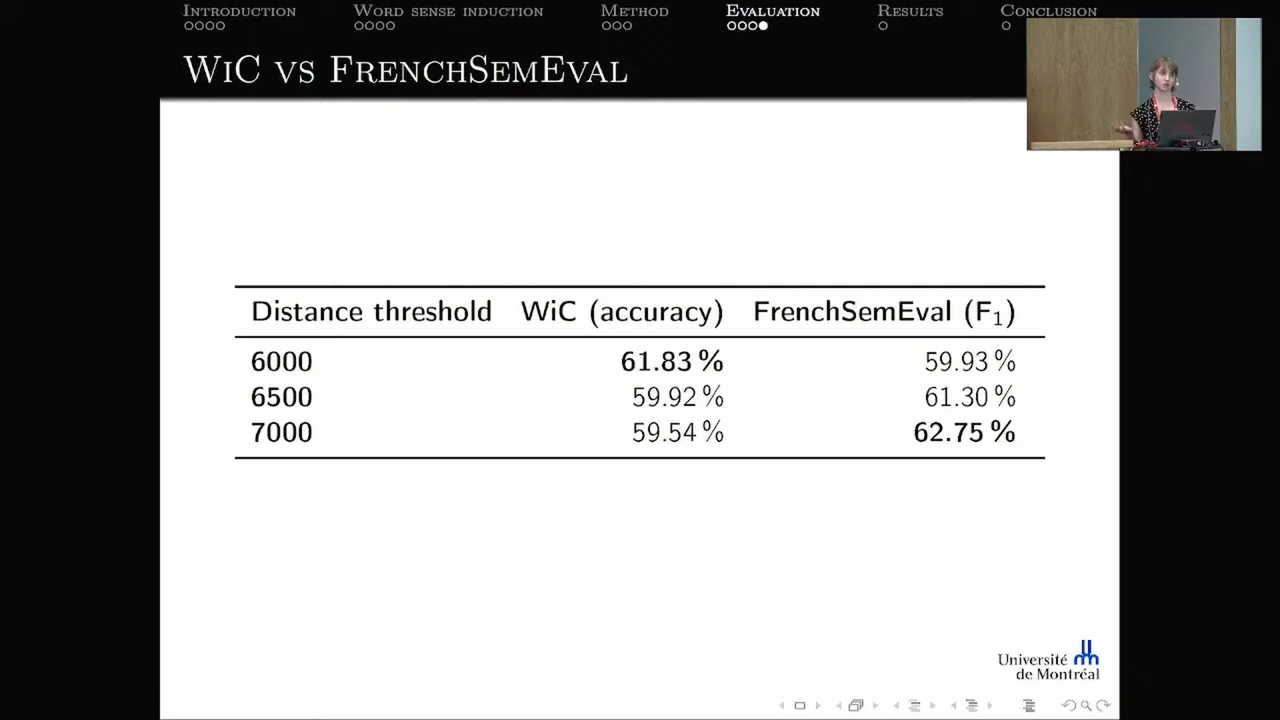 Introduction Word sense induction Method Evaluation Results Conclusion
WiC vs FrenchSemEval
Distance threshold WiC (accuracy) FrenchSemEval (F1)
6000 61.83 % 59.93 %
6500 59.92 % 61.30 %
7000 59.54 % 62.75 %
Université
de Montréal